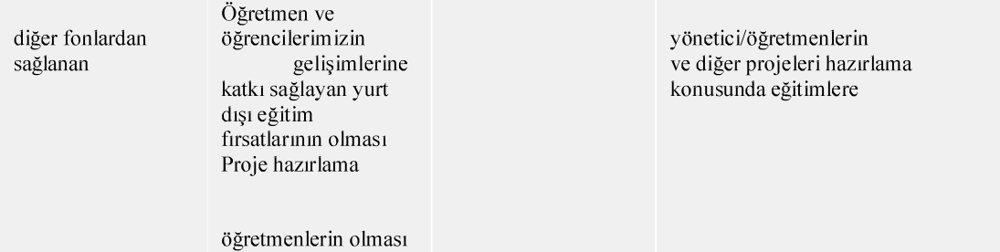 diğer fonlardan
sağlanan
Öğretmen ve
öğrencilerimizin
gelişimlerine
katkı sağlayan yurt
dışı eğitim
fırsatlarının olması
Proje hazırlama
öğretmenlerin olması
yönetici/öğretmenlerin
ve diğer projeleri hazırlama
konusunda eğitimlere